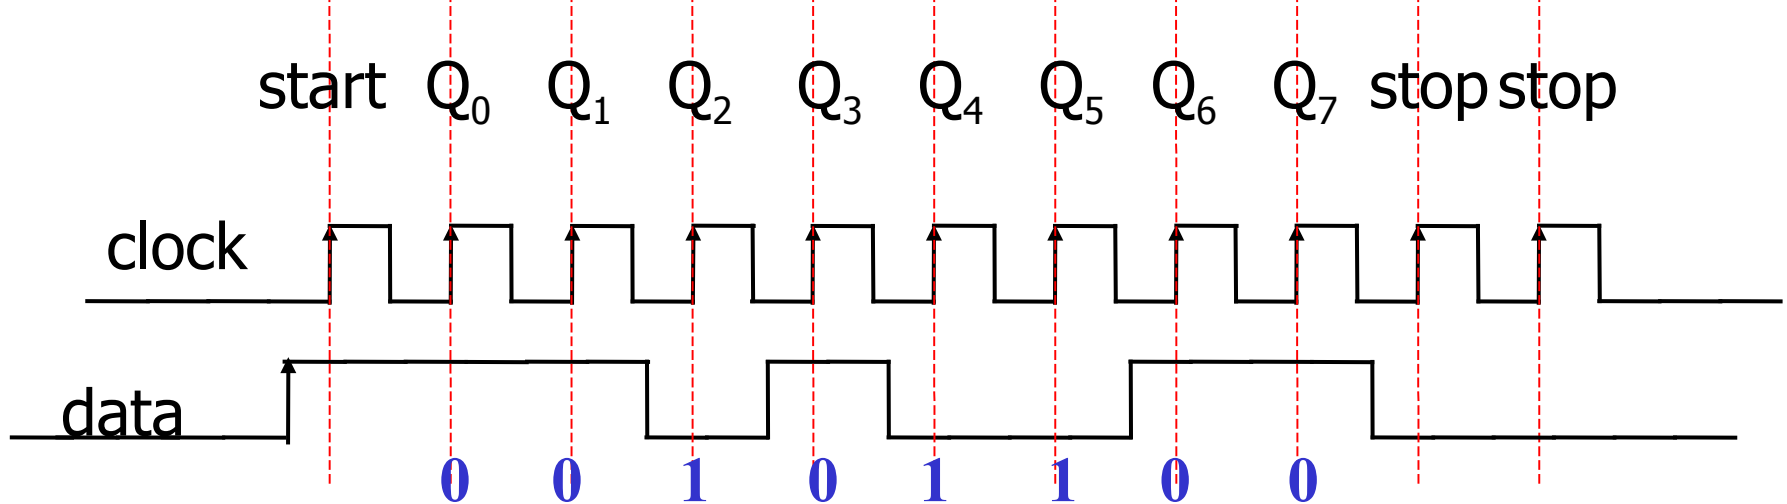 start Q₀ Q₁ Q₂ Q₃ Q₄ Q₅ Q₆ Q₇ stop stop
clock
data
0 0 1 0 1 1 0 0